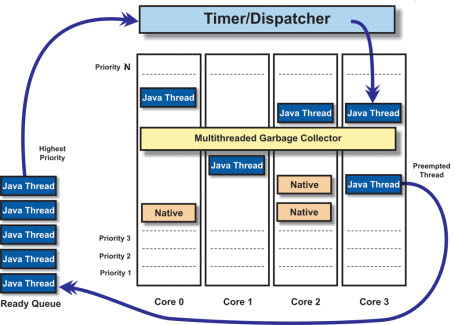 Timer/Dispatcher
Priority N
Java Thread
Java Thread
Java Thread
Multithreaded Garbage Collector
Highest
Priority
Java Thread
Preempted
Thread
Java Thread
Native
Java Thread
Java Thread
Native
Native
Java Thread
Priority 3
Java Thread
Priority 2
Java Thread
Priority 1
Java Thread
Ready Queue
Core 0
Core 1
Core 2
Core 3